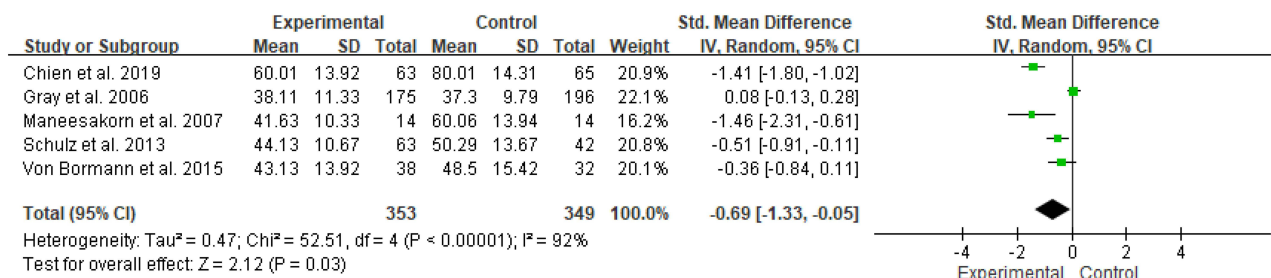 Experimental Control Std. Mean Difference Std. Mean Difference
Study or Subgroup Mean SD Total Mean SD Total Weight IV, Random, 95% CI IV, Random, 95% CI
Chien et al. 2019 60.01 13.92 63 80.01 14.31 65 20.9% -1.41 [-1.80, -1.02]
Gray et al. 2006 38.11 11.33 175 37.3 9.79 196 22.1% 0.08 [-0.13, 0.28]
Maneesakorn et al. 2007 41.63 10.33 14 60.06 13.94 14 16.2% -1.46 [-2.31, -0.61]
Schulz et al. 2013 44.13 10.67 63 50.29 13.67 42 20.8% -0.51 [-0.91, -0.11]
Von Bormann et al. 2015 43.13 13.92 38 48.5 15.42 32 20.1% -0.36 [-0.84, 0.11]
Total (95% CI) 353 349 100.0% -0.69 [-1.33, -0.05]
Heterogeneity: Tau² = 0.47; Chi² = 52.51, df = 4 (P < 0.00001); I² = 92%
Test for overall effect: Z = 2.12 (P = 0.03)
-4 -2 0 2 4
Experimental Control